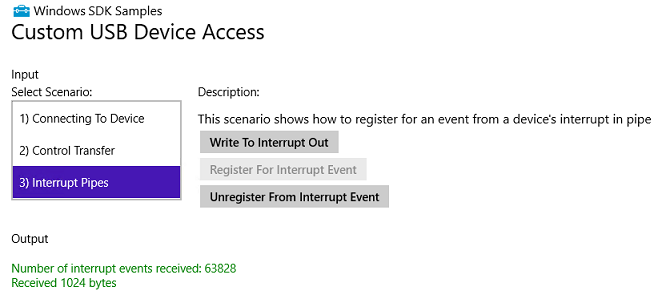 Windows SDK Samples
Custom USB Device Access
Input
Select Scenario:
1) Connecting To Device
2) Control Transfer
3) Interrupt Pipes
Description:
This scenario shows how to register for an event from a device's interrupt in pipe
Write To Interrupt Out
Register For Interrupt Event
Unregister From Interrupt Event
Output
Number of interrupt events received: 63828
Received 1024 bytes